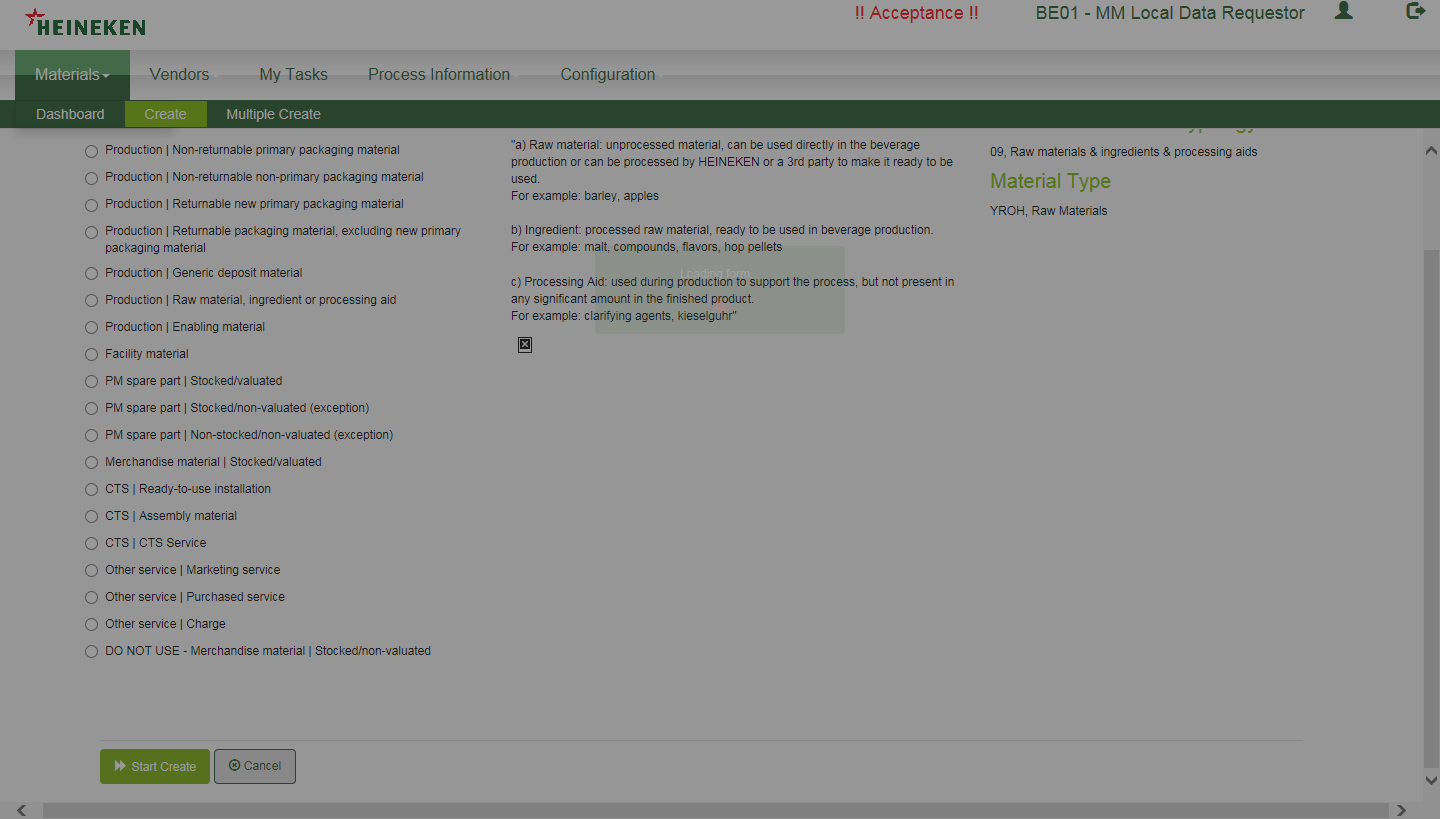 HEINEKEN
!! Acceptance !!
BE01 - MM Local Data Requestor
Materials
Vendors
My Tasks
Process Information
Configuration
Dashboard
Create
Multiple Create
Production | Non-returnable primary packaging material
Production | Non-returnable non-primary packaging material
Production | Returnable new primary packaging material
Production | Returnable packaging material, excluding new primary
packaging material
Production | Generic deposit material
Production | Raw material, ingredient or processing aid
Production | Enabling material
Facility material
PM spare part | Stocked/valuated
PM spare part | Stocked/non-valuated (exception)
PM spare part | Non-stocked/non-valuated (exception)
Merchandise material | Stocked/valuated
CTS | Ready-to-use installation
CTS | Assembly material
CTS | CTS Service
Other service | Marketing service
Other service | Purchased service
Other service | Charge
DO NOT USE - Merchandise material | Stocked/non-valuated
"a) Raw material: unprocessed material, can be used directly in the beverage
production or can be processed by HEINEKEN or a 3rd party to make it ready to be
used.
For example: barley, apples
b) Ingredient: processed raw material, ready to be used in beverage production.
For example: malt, compounds, flavors, hop pellets
Loading form
c) Processing Aid: used during production to support the process, but not present in
any significant amount in the finished product.
For example: clarifying agents, kieselguhr"
09, Raw materials & ingredients & processing aids
Material Type
YROH, Raw Materials
Start Create
Cancel